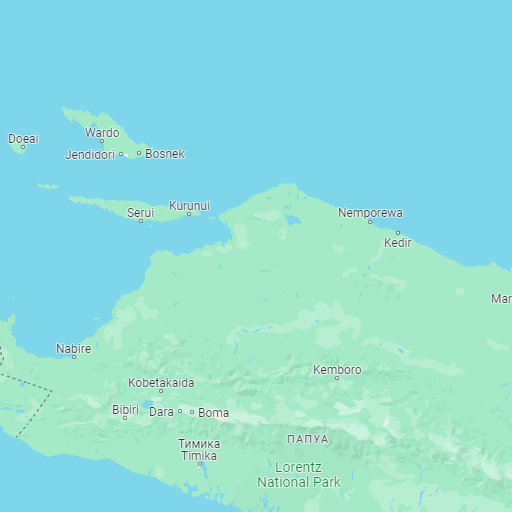 Doeai
Wardo
Jendidori
Bosnek
Kurunui
Serui
Nemporewa
Kedir
Mar
Nabire
Kemboro
Kobetakaida
Bibiri
Dara
Boma
Тимика
Timika
ПАПУА
Lorentz
National Park